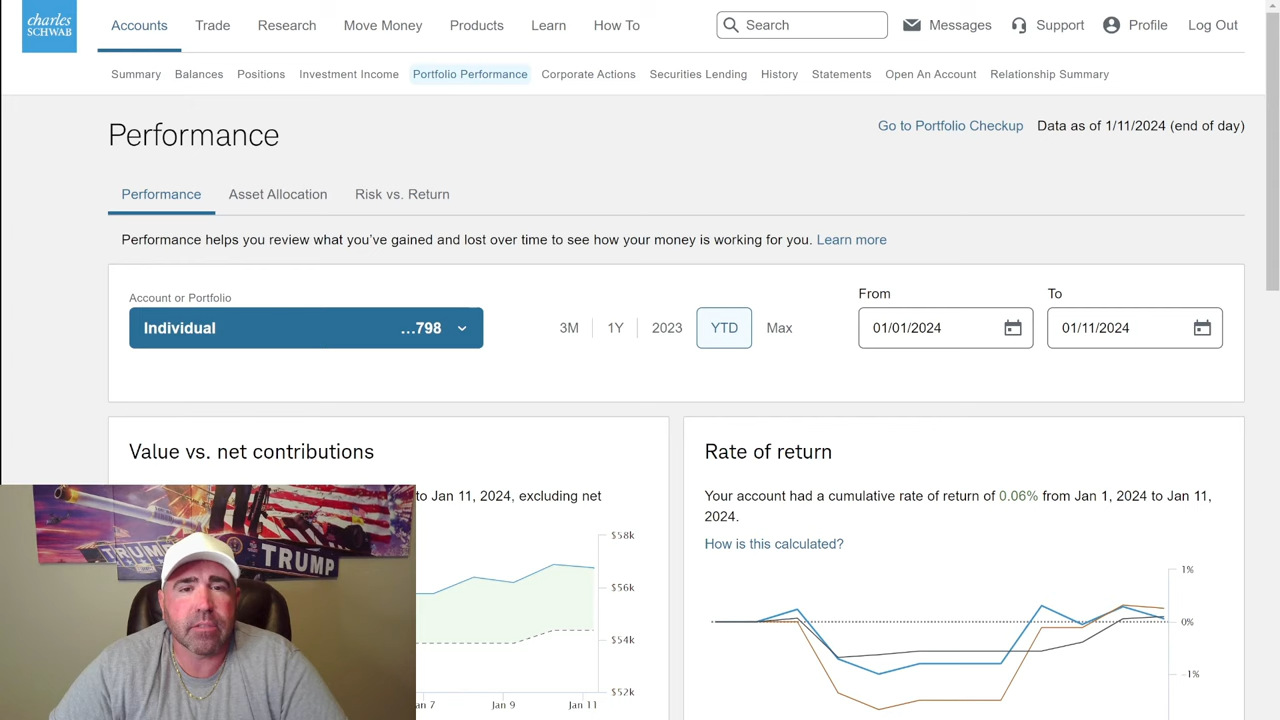 charles
SCHWAB
Accounts Trade Research Move Money Products Learn How To Search Messages Support Profile Log Out
Summary Balances Positions Investment Income Portfolio Performance Corporate Actions Securities Lending History Statements Open An Account Relationship Summary
Performance
Go to Portfolio Checkup Data as of 1/11/2024 (end of day)
Performance Asset Allocation Risk vs. Return
Performance helps you review what you've gained and lost over time to see how your money is working for you. Learn more
Account or Portfolio
Individual ...798
3M 1Y 2023 YTD Max
From
01/01/2024
To
01/11/2024
Value vs. net contributions
to Jan 11, 2024, excluding net
$58k
$56k
$54k
$52k
an 7 Jan 9 Jan 11
Rate of return
Your account had a cumulative rate of return of 0.06% from Jan 1, 2024 to Jan 11,
2024.
How is this calculated?
1%
0%
-1%
TRUMP
TRUMP